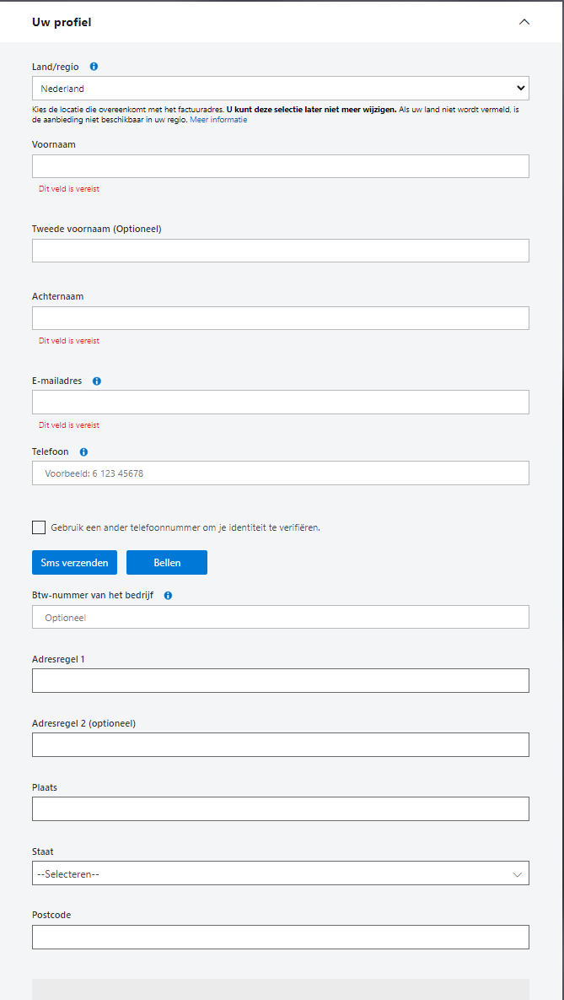 Uw profiel
Land/regio
Nederland
Kies de locatie die overeenkomt met het factuuradres. U kunt deze selectie later niet meer wijzigen. Als uw land niet wordt vermeld, is
de aanbieding niet beschikbaar in uw regio. Meer informatie
Voornaam
Dit veld is vereist
Tweede voornaam (Optioneel)
Achternaam
Dit veld is vereist
E-mailadres
Dit veld is vereist
Telefoon
Voorbeeld: 6 123 45678
Gebruik een ander telefoonnummer om je identiteit te verifiëren.
Sms verzenden Bellen
Btw-nummer van het bedrijf
Optioneel
Adresregel 1
Adresregel 2 (optioneel)
Plaats
Staat
--Selecteren--
Postcode